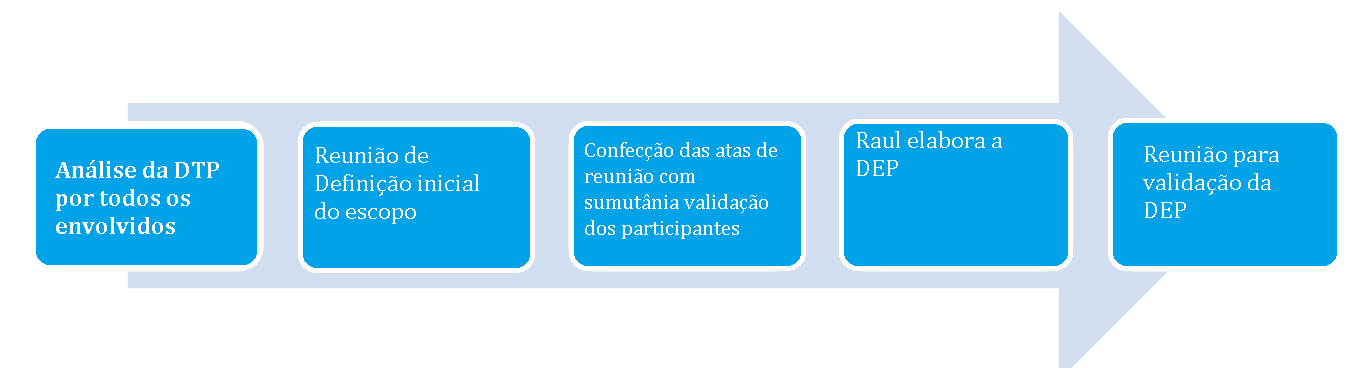 Análise da DTP
por todos os
envolvidos
Reunião de
Definição inicial
do escopo
Confecção das atas de
reunião com
sumutânia validação
dos participantes
Raul elabora a
DEP
Reunião para
validação da
DEP